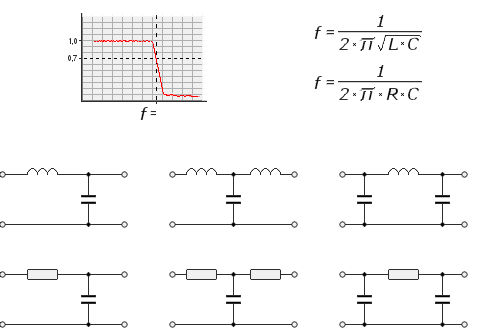 1,0
0,7
f =
f = 1 / 2 * π √L * C
f = 1 / 2 * π * R * C